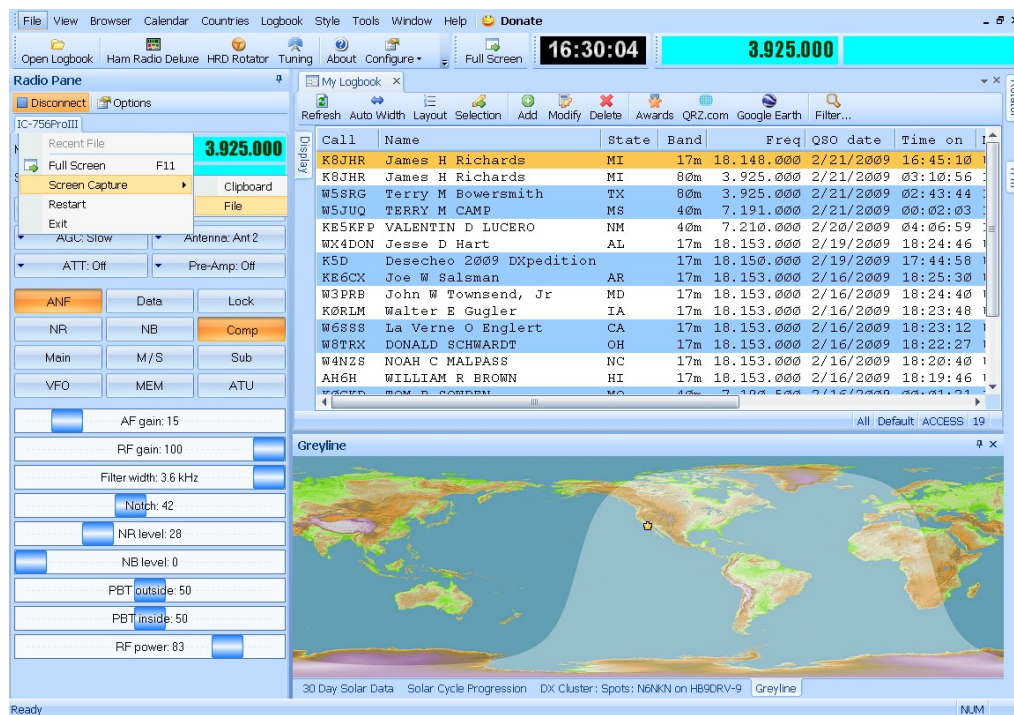 File View Browser Calendar Countries Logbook Style Tools Window Help Donate
Open Logbook Ham Radio Deluxe HRD Rotator Tuning About Configure Full Screen 16:30:04 3.925.000
Radio Pane
Disconnect Options
IC-756ProIII
3.925.000
Recent File
Full Screen F11
Screen Capture
Restart
Exit
Clipboard
File
AGC: Slow Antenna: Ant 2
ATT: Off Pre-Amp: Off
ANF Data Lock
NR NB Comp
Main M/S Sub
VFO MEM ATU
AF gain: 15
RF gain: 100
Filter width: 3.6 kHz
Notch: 42
NR level: 28
NB level: 0
PBT outside: 50
PBT inside: 50
RF power: 83
My Logbook
Refresh Auto Width Layout Selection Add Modify Delete Awards QRZ.com Google Earth Filter...
Display
Call Name State Band Freq QSO date Time on
K8JHR James H Richards MI 17m 18.148.000 2/21/2009 16:45:10
K8JHR James H Richards MI 80m 3.925.000 2/21/2009 03:10:56
W5SRG Terry M Bowersmith TX 80m 3.925.000 2/21/2009 02:43:44
W5JUQ TERRY M CAMP MS 40m 7.191.000 2/21/2009 00:02:03
KE5KFP VALENTIN D LUCERO NM 40m 7.210.000 2/20/2009 04:06:59
WX4DON Jesse D Hart AL 17m 18.153.000 2/19/2009 18:24:46
K5D Desecheo 2009 DXpedition 17m 18.150.000 2/19/2009 17:44:58
KE6CX Joe W Salsman AR 17m 18.153.000 2/16/2009 18:25:30
W3PRB John W Townsend, Jr MD 17m 18.153.000 2/16/2009 18:24:40
K0RLM Walter E Gugler IA 17m 18.153.000 2/16/2009 18:23:48
W6SSS La Verne O Englert CA 17m 18.153.000 2/16/2009 18:23:12
W8TRX DONALD SCHWARDT OH 17m 18.153.000 2/16/2009 18:22:27
W4NZS NOAH C MALPASS NC 17m 18.153.000 2/16/2009 18:20:40
AH6H WILLIAM R BROWN HI 17m 18.153.000 2/16/2009 18:19:46
All Default ACCESS 19
Greyline
30 Day Solar Data Solar Cycle Progression DX Cluster: Spots: N6NKN on HB9DRV-9 Greyline
Ready NUM